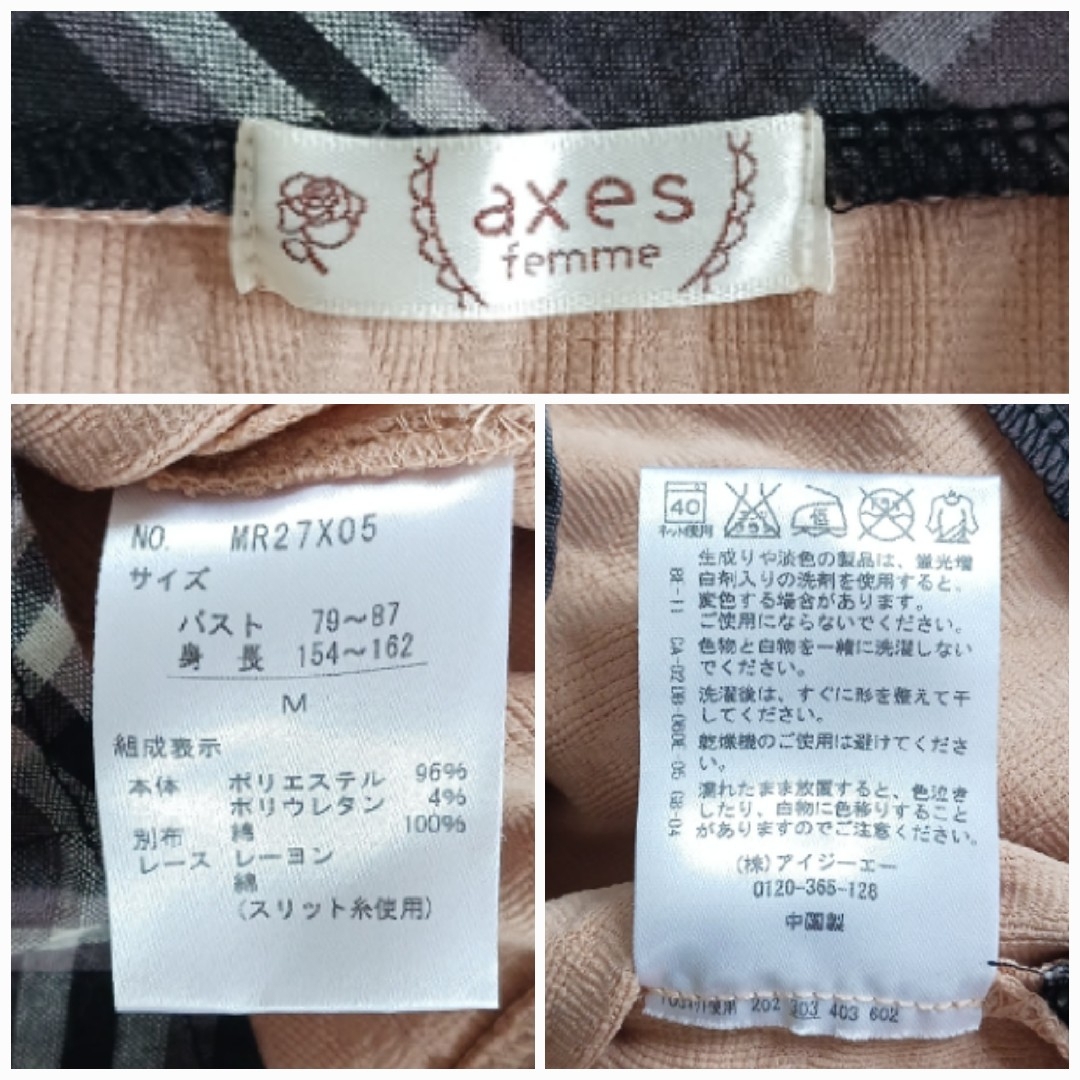 axes
femme
NO. MR27X05
サイズ
バスト 79～87
身長 154～162
M
組成表示
本体 ポリエステル 96%
ポリウレタン 4%
別布 綿 100%
レース レーヨン
綿
(スリット糸使用)
40
ネット使用
低
生成りや淡色の製品は、蛍光増
白剤入りの洗剤を使用すると、
変色する場合があります。
ご使用にならないでください。
色物と白物を一緒に洗濯しない
でください。
洗濯後は、すぐに形を整えて干
してください。
乾燥機のご使用は避けてくださ
い。
濡れたまま放置すると、色泣き
したり、白物に色移りすること
がありますのでご注意ください。
(株)アイジーエー
0120-365-128
中国製
202 303 403 602